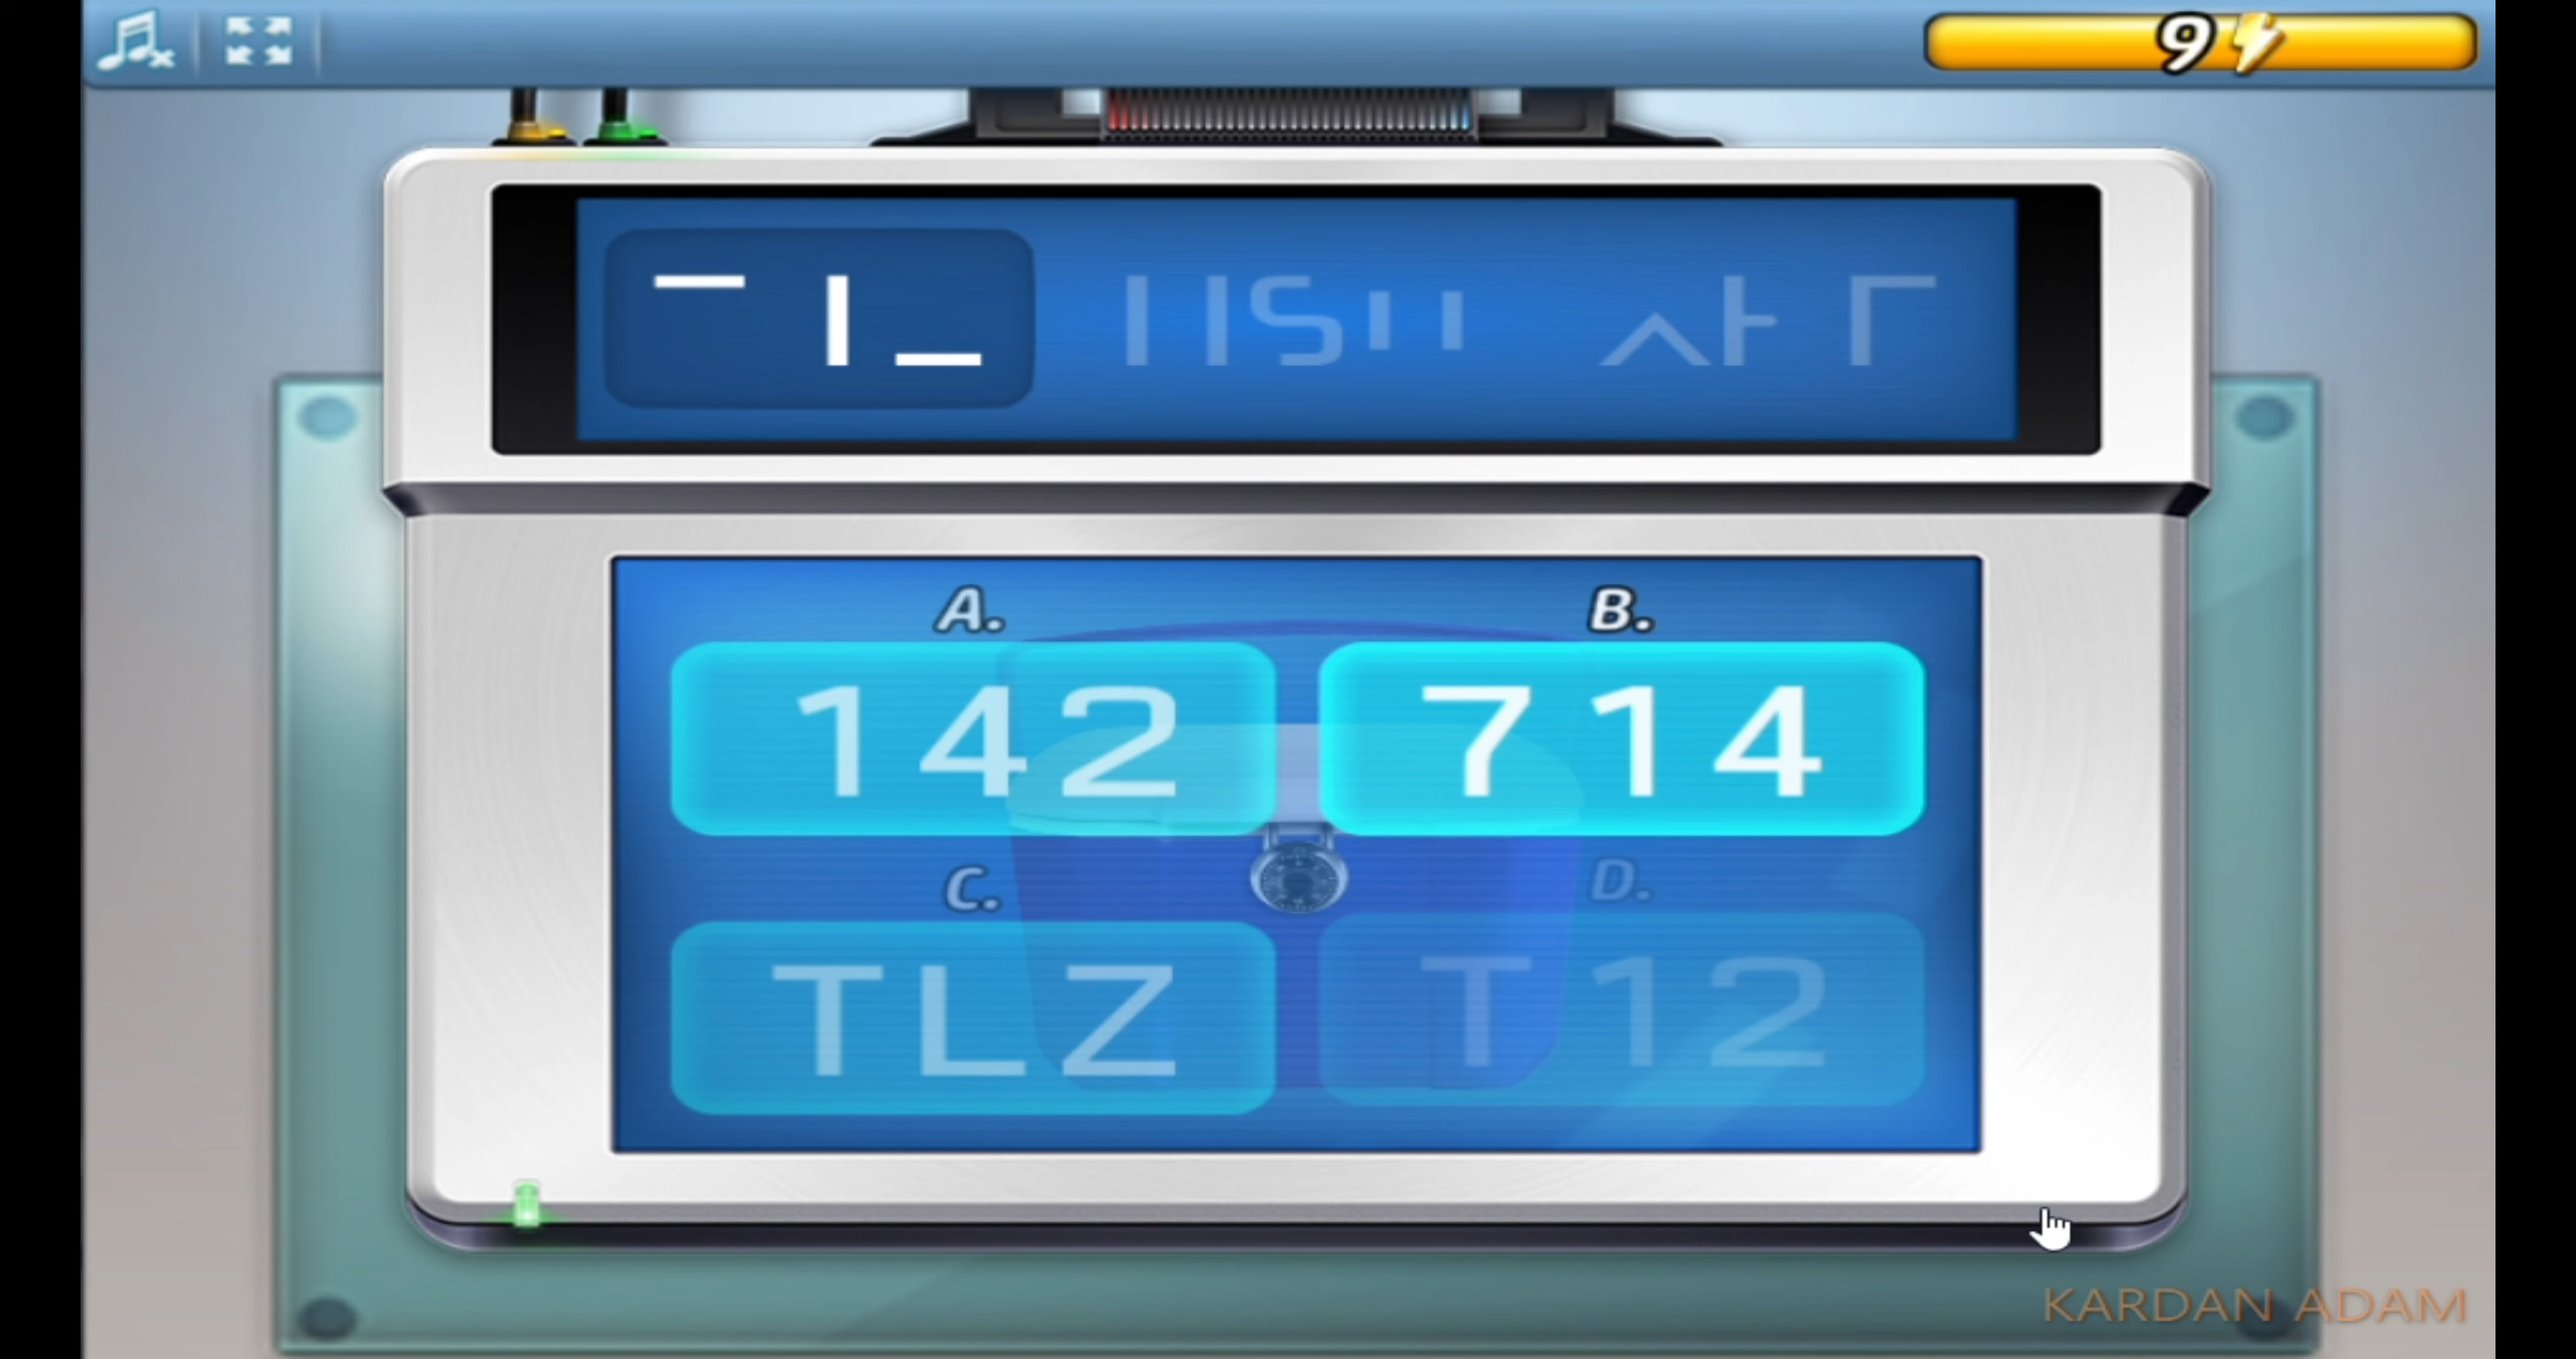 9
A. B.
142 714
C. D.
TLZ T12
KARDAN ADAM